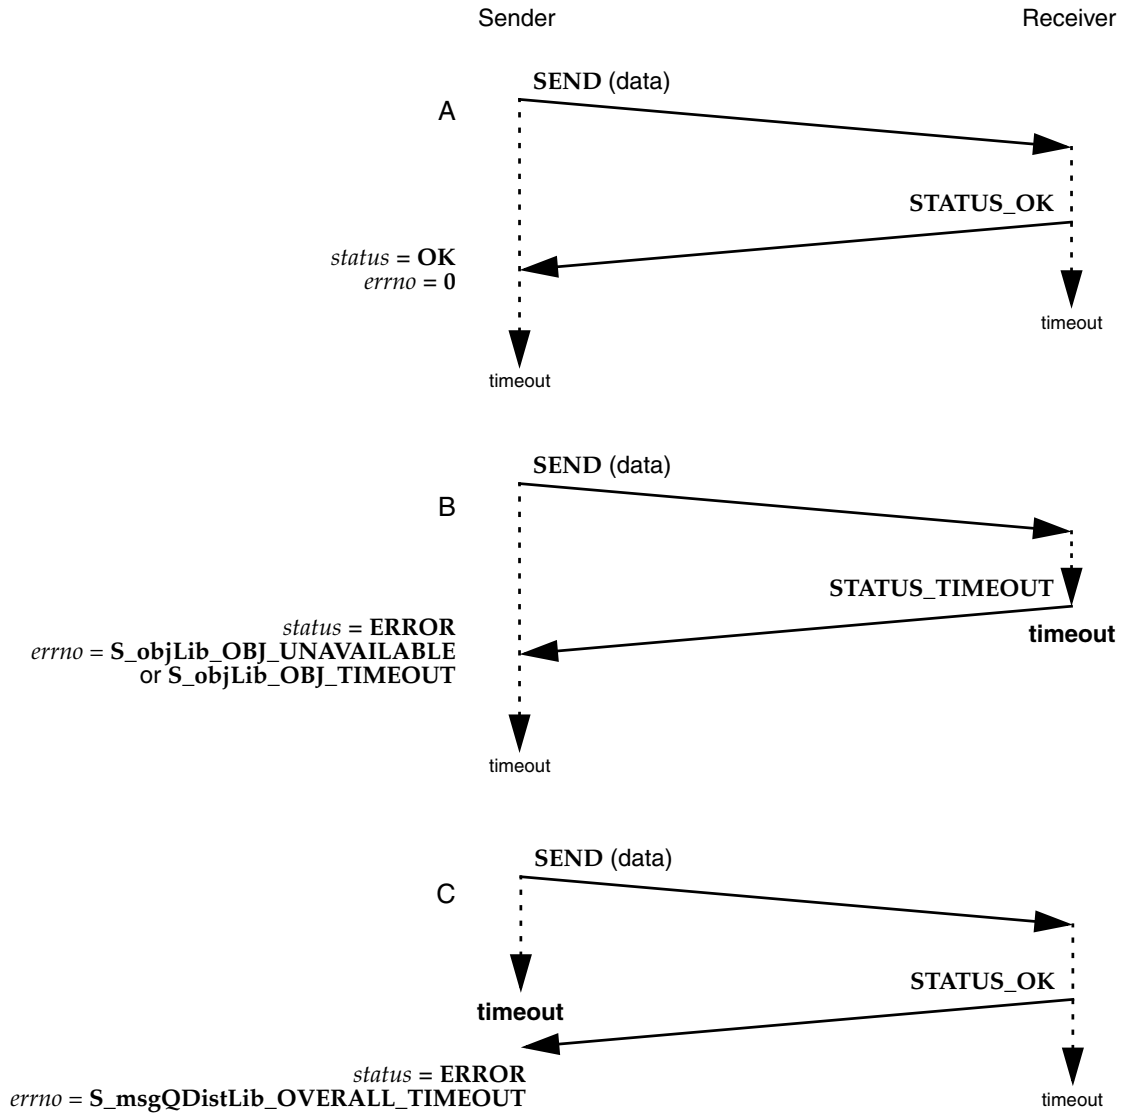 Sender Receiver
SEND (data)
A
STATUS_OK
status = OK
errno = 0
timeout
timeout
SEND (data)
B
STATUS_TIMEOUT
status = ERROR
timeout
errno = S_objLib_OBJ_UNAVAILABLE
or S_objLib_OBJ_TIMEOUT
timeout
SEND (data)
C
STATUS_OK
timeout
status = ERROR
errno = S_msgQDistLib_OVERALL_TIMEOUT
timeout